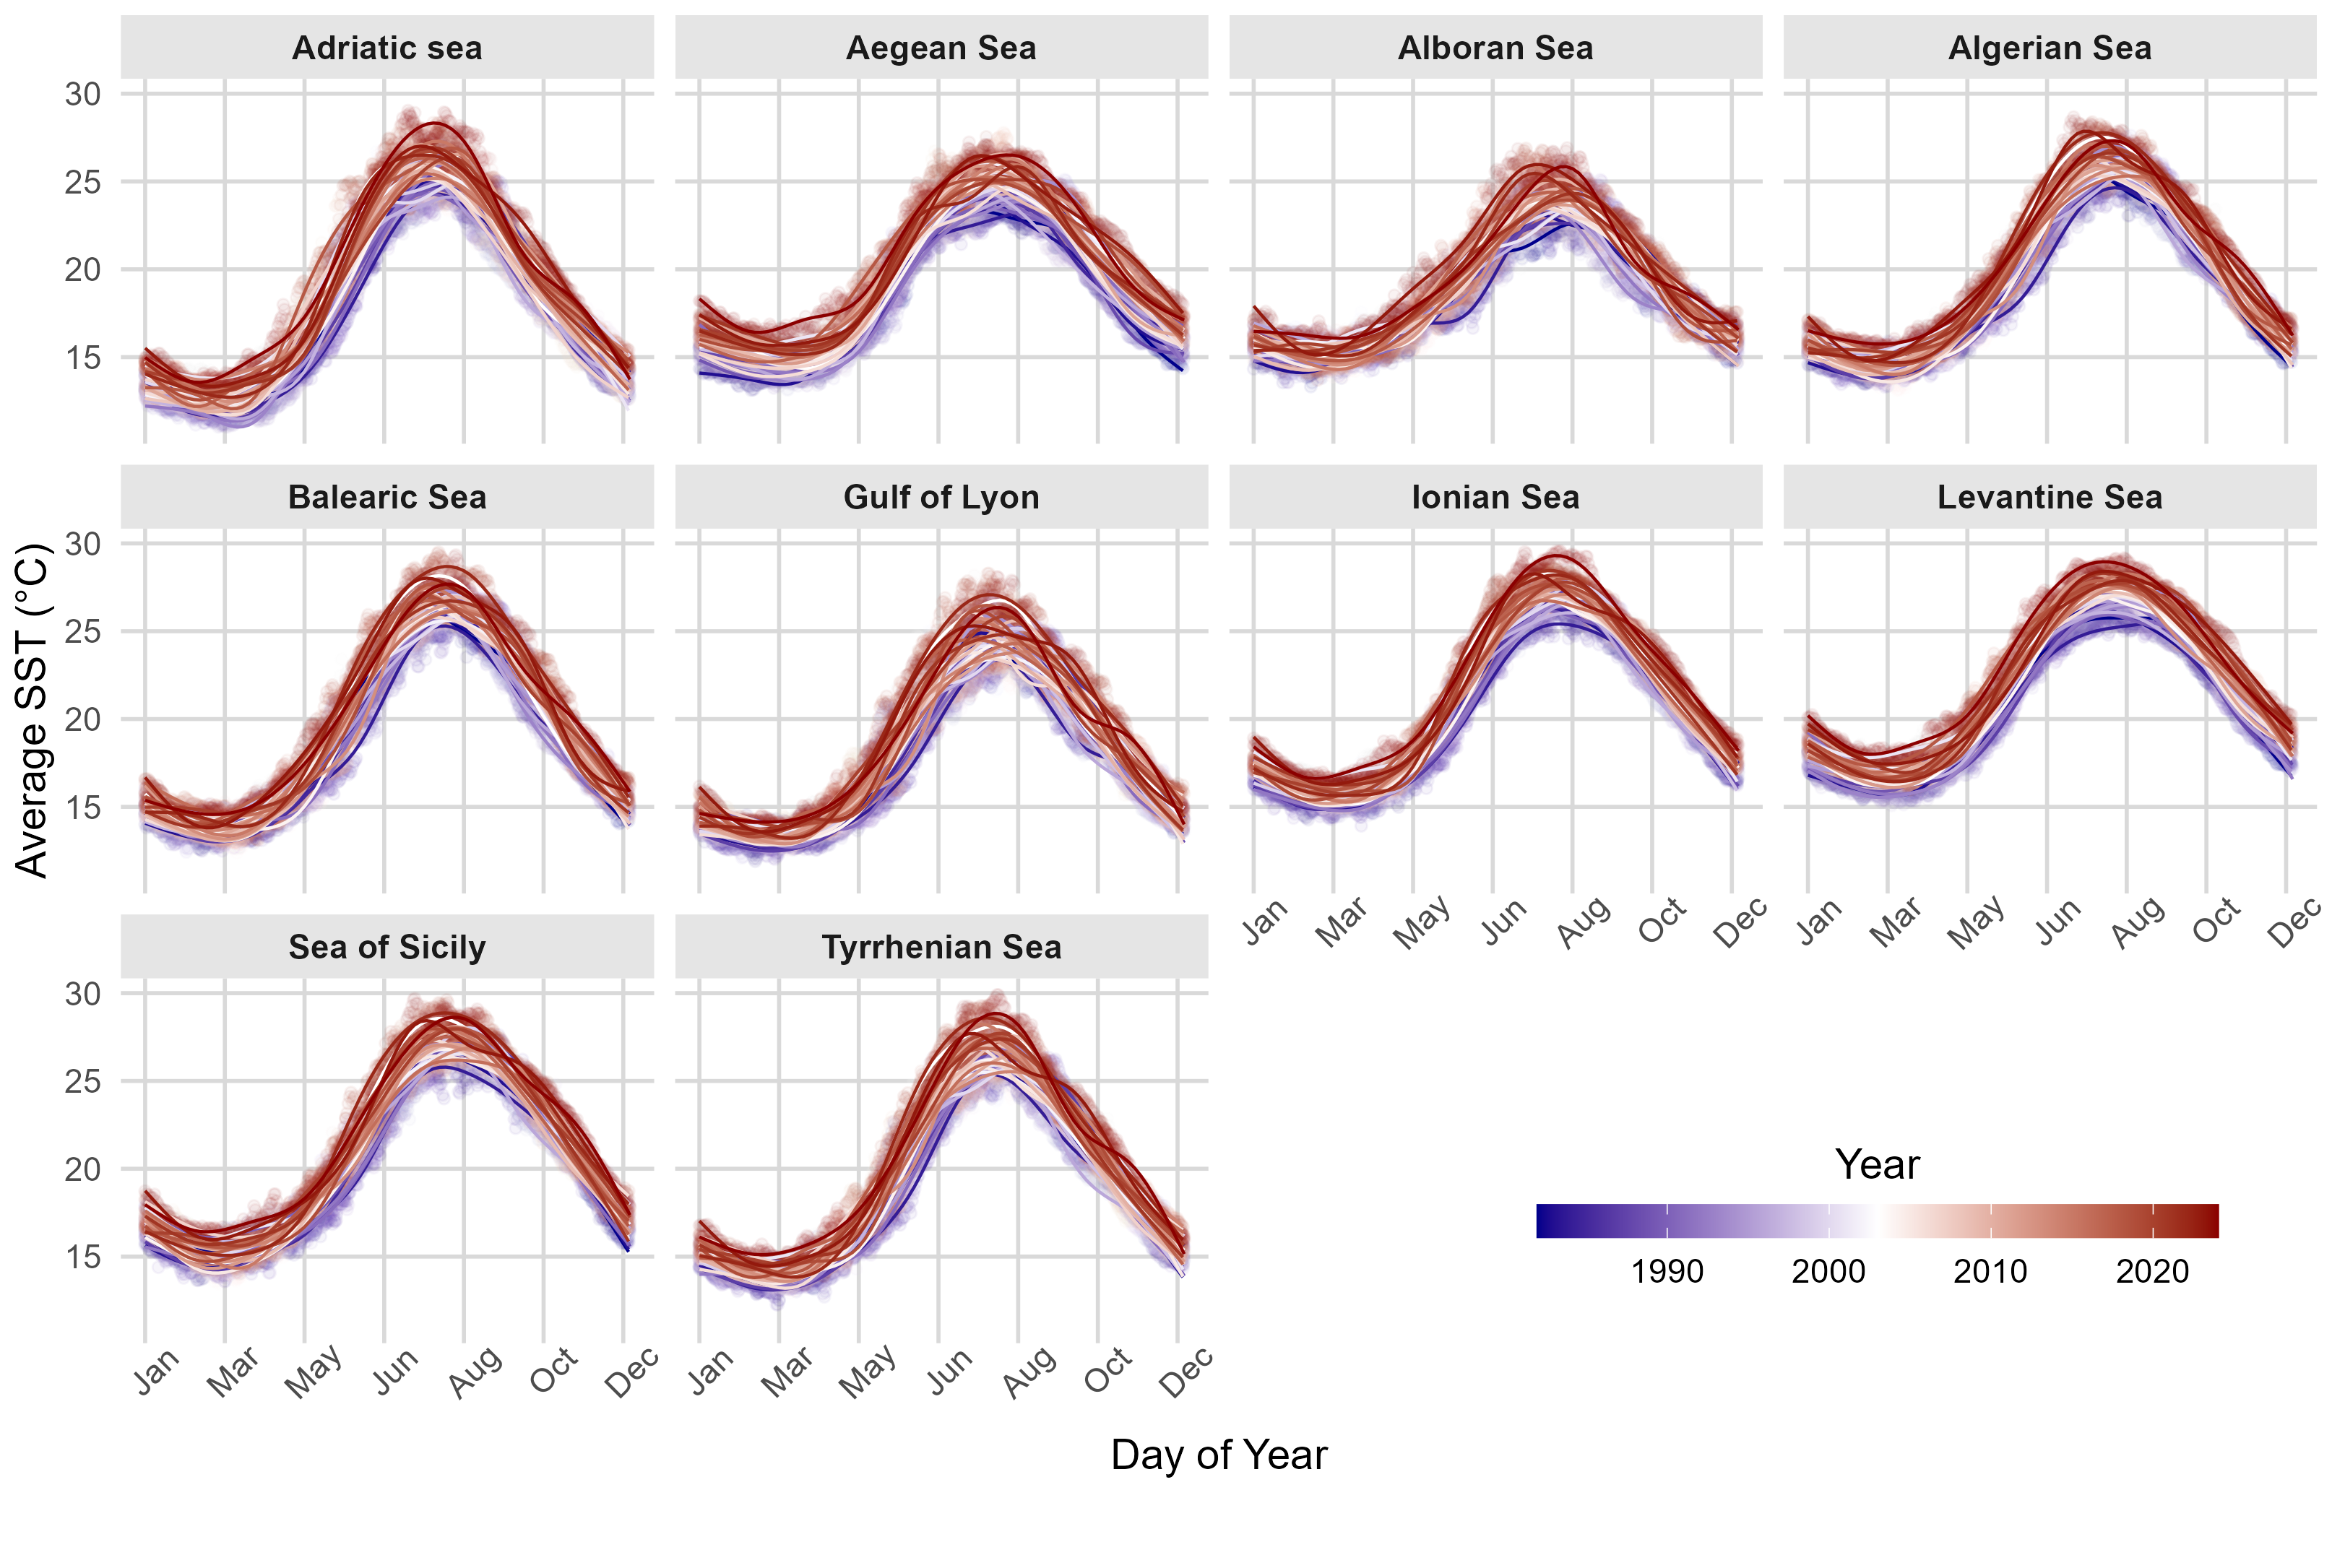 Adriatic sea
Aegean Sea
Alboran Sea
Algerian Sea
30
25
20
15
Balearic Sea
Gulf of Lyon
Ionian Sea
Levantine Sea
Average SST (°C)
30
25
20
15
Jan Mar May Jun Aug Oct Dec
Jan Mar May Jun Aug Oct Dec
Sea of Sicily
Tyrrhenian Sea
30
25
20
15
Jan Mar May Jun Aug Oct Dec
Jan Mar May Jun Aug Oct Dec
Year
1990 2000 2010 2020
Day of Year